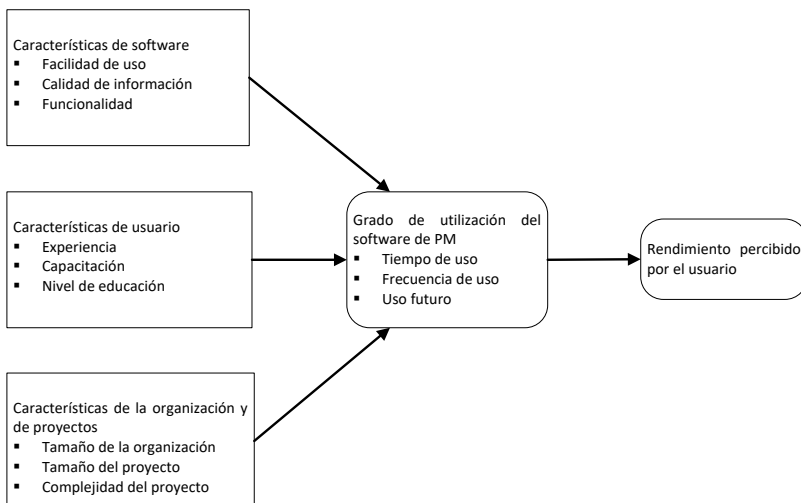 Características de software
▪ Facilidad de uso
▪ Calidad de información
▪ Funcionalidad
Características de usuario
▪ Experiencia
▪ Capacitación
▪ Nivel de educación
Características de la organización y
de proyectos
▪ Tamaño de la organización
▪ Tamaño del proyecto
▪ Complejidad del proyecto
Grado de utilización del
software de PM
▪ Tiempo de uso
▪ Frecuencia de uso
▪ Uso futuro
Rendimiento percibido
por el usuario